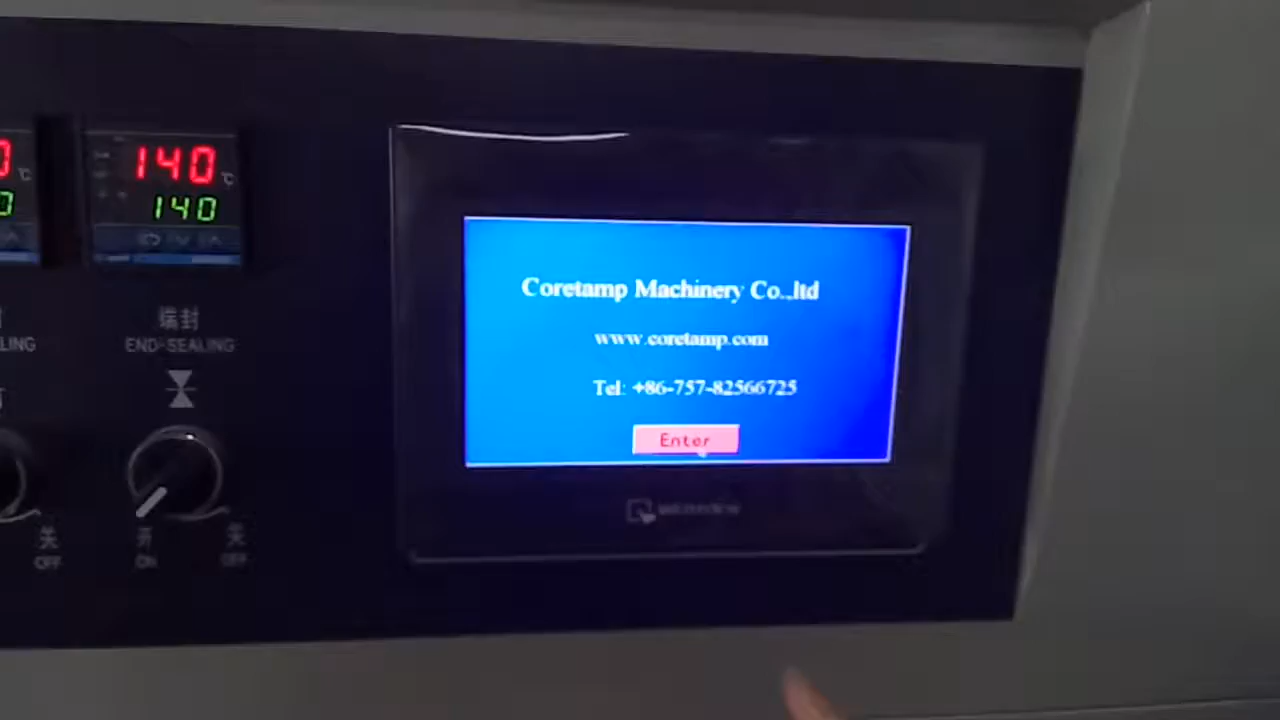 140 ℃
140
端封
LING
END-SEALING
关
OFF
开
ON
关
OFF
Coretamp Machinery Co.,ltd
www.coretamp.com
Tel: +86-757-82566725
Enter